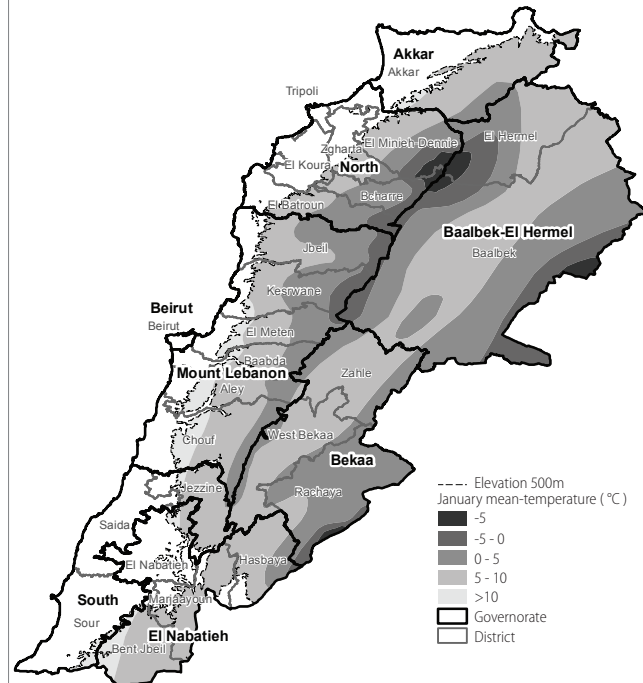 Akkar
Akkar
Tripoli
El Minieh-Dennie
El Hermel
Zgharta
El Koura
North
Bcharre
El Batroun
Baalbek-El Hermel
Jbeil
Baalbek
Kesrwane
Beirut
Beirut
El Meten
Baabda
Zahle
Mount Lebanon
Aley
Chouf
West Bekaa
Bekaa
Jezzine
Rachaya
Saida
El Nabatieh
Hasbaya
South
Marjaayoun
Sour
El Nabatieh
Bent Jbeil
Elevation 500m
January mean-temperature ( °C )
-5
-5 - 0
0 - 5
5 - 10
>10
Governorate
District